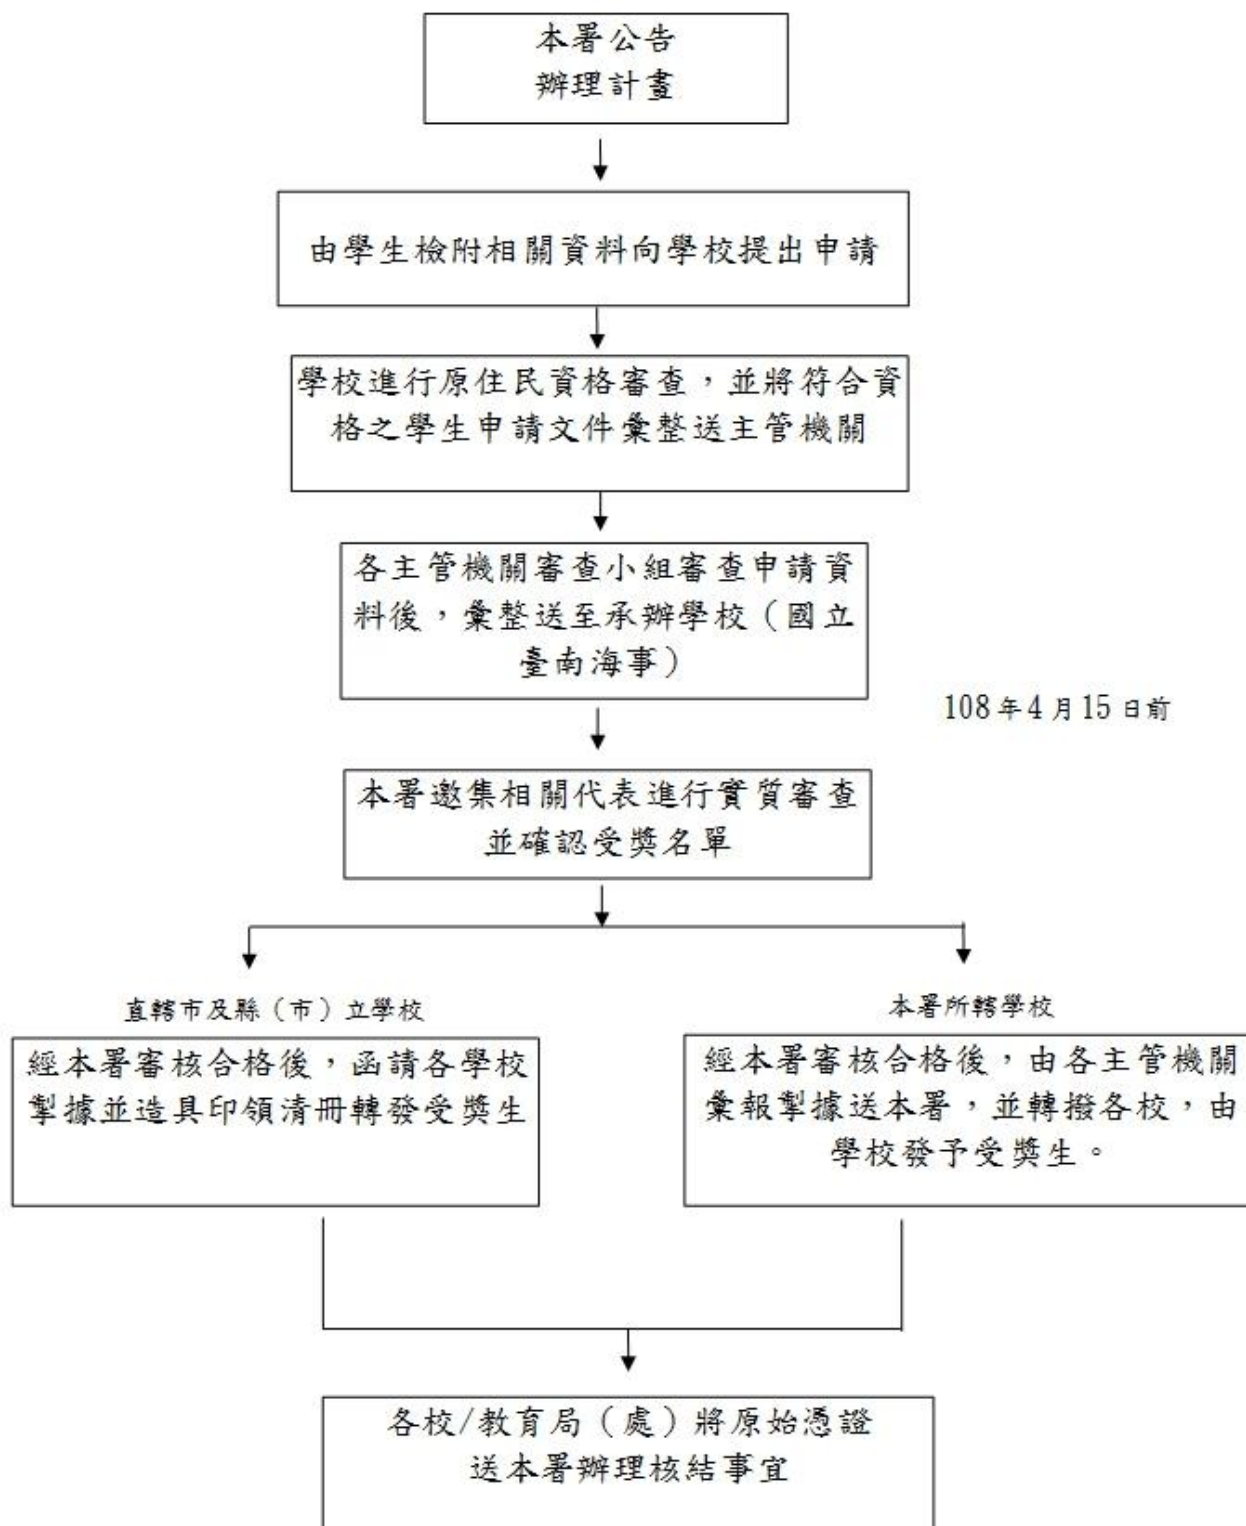 本署公告
辦理計畫
由學生檢附相關資料向學校提出申請
學校進行原住民資格審查，並將符合資
格之學生申請文件彙整送主管機關
各主管機關審查小組審查申請資
料後，彙整送至承辦學校（國立
臺南海事）
108年4月15日前
本署邀集相關代表進行實質審查
並確認受獎名單
直轄市及縣（市）立學校
經本署審核合格後，函請各學校
掣據並造具印領清冊轉發受獎生
本署所轄學校
經本署審核合格後，由各主管機關
彙報掣據送本署，並轉撥各校，由
學校發予受獎生。
各校/教育局（處）將原始憑證
送本署辦理核結事宜